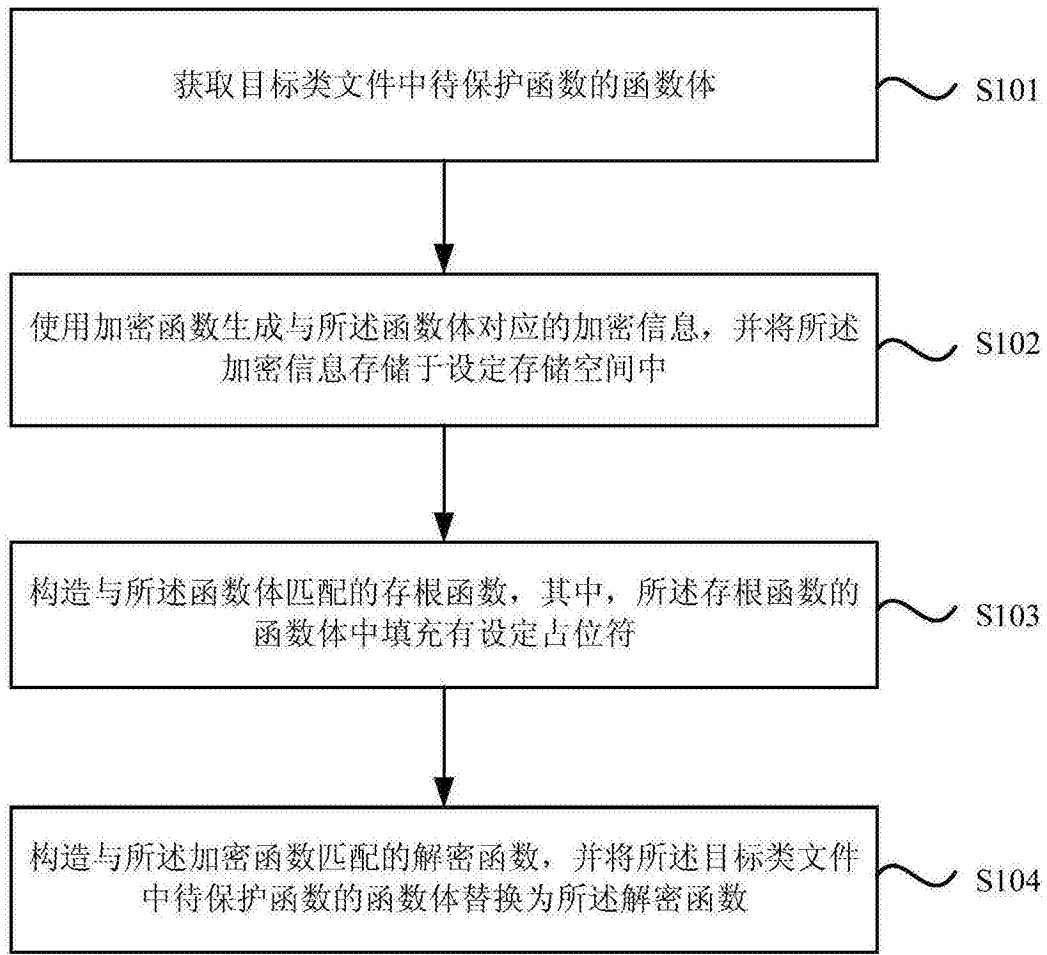 获取目标类文件中待保护函数的函数体
S101
使用加密函数生成与所述函数体对应的加密信息，并将所述
加密信息存储于设定存储空间中
S102
构造与所述函数体匹配的存根函数，其中，所述存根函数的
函数体中填充有设定占位符
S103
构造与所述加密函数匹配的解密函数，并将所述目标类文件
中待保护函数的函数体替换为所述解密函数
S104